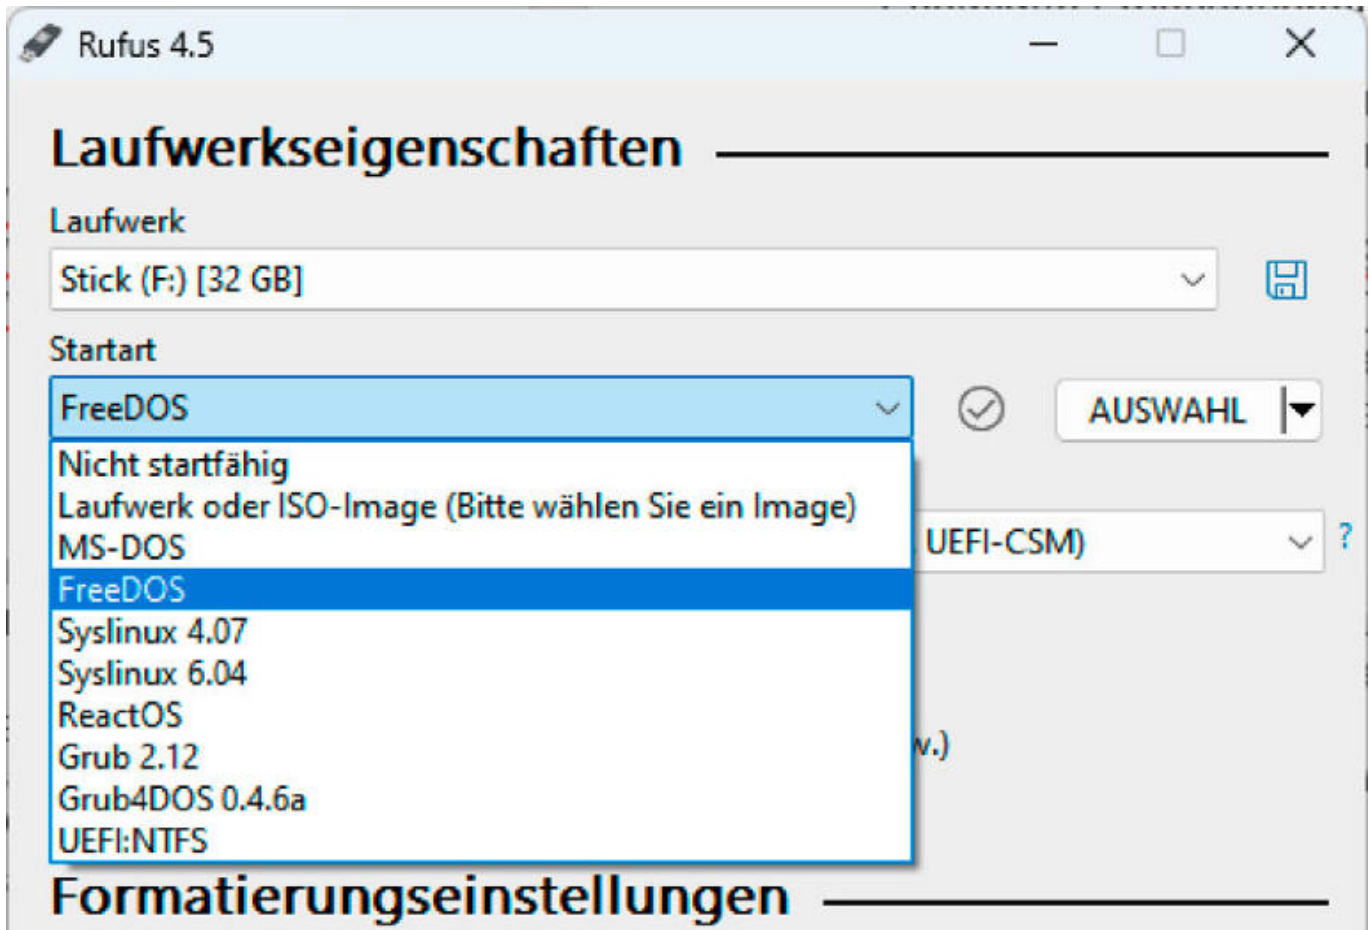 Rufus 4.5
Laufwerkseigenschaften
Laufwerk
Stick (F:) [32 GB]
Startart
FreeDOS
AUSWAHL
Nicht startfähig
Laufwerk oder ISO-Image (Bitte wählen Sie ein Image)
MS-DOS
UEFI-CSM) ?
FreeDOS
Syslinux 4.07
Syslinux 6.04
ReactOS
Grub 2.12
w.)
Grub4DOS 0.4.6a
UEFI:NTFS
Formatierungseinstellungen